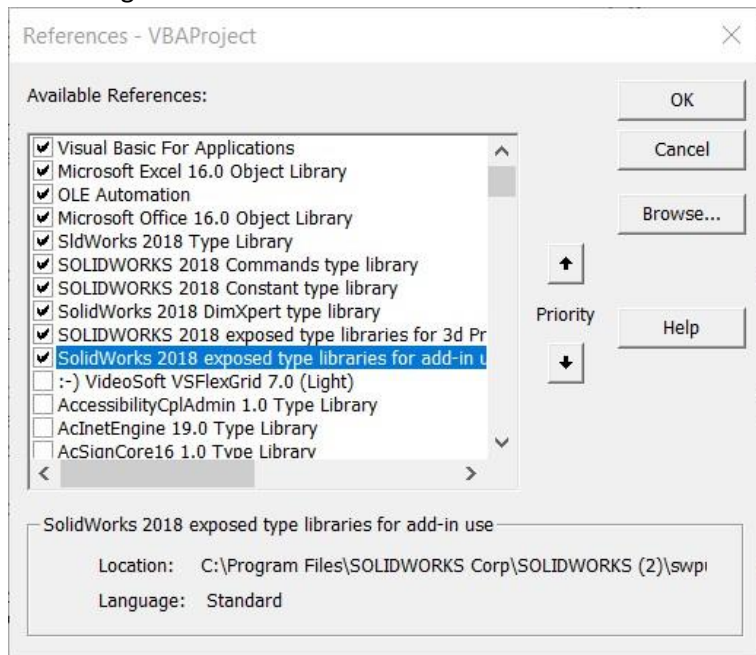 References - VBAProject
Available References:
OK
Cancel
Browse...
Priority
Help
Visual Basic For Applications
Microsoft Excel 16.0 Object Library
OLE Automation
Microsoft Office 16.0 Object Library
SldWorks 2018 Type Library
SOLIDWORKS 2018 Commands type library
SOLIDWORKS 2018 Constant type library
SolidWorks 2018 DimXpert type library
SOLIDWORKS 2018 exposed type libraries for 3d Pr
SolidWorks 2018 exposed type libraries for add-in u
:-) VideoSoft VSFlexGrid 7.0 (Light)
AccessibilityCplAdmin 1.0 Type Library
AcInetEngine 19.0 Type Library
AcSignCore16 1.0 Type Library
SolidWorks 2018 exposed type libraries for add-in use
Location: C:\Program Files\SOLIDWORKS Corp\SOLIDWORKS (2)\swpu
Language: Standard